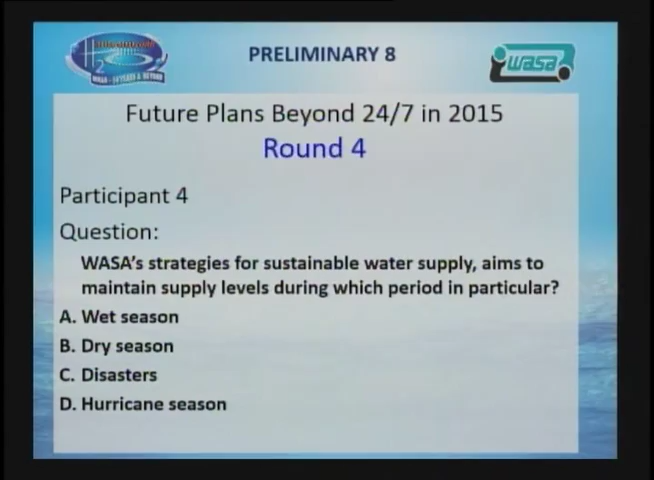 PRELIMINARY 8
wasa
Future Plans Beyond 24/7 in 2015
Round 4
Participant 4
Question:
WASA's strategies for sustainable water supply, aims to
maintain supply levels during which period in particular?
A. Wet season
B. Dry season
C. Disasters
D. Hurricane season